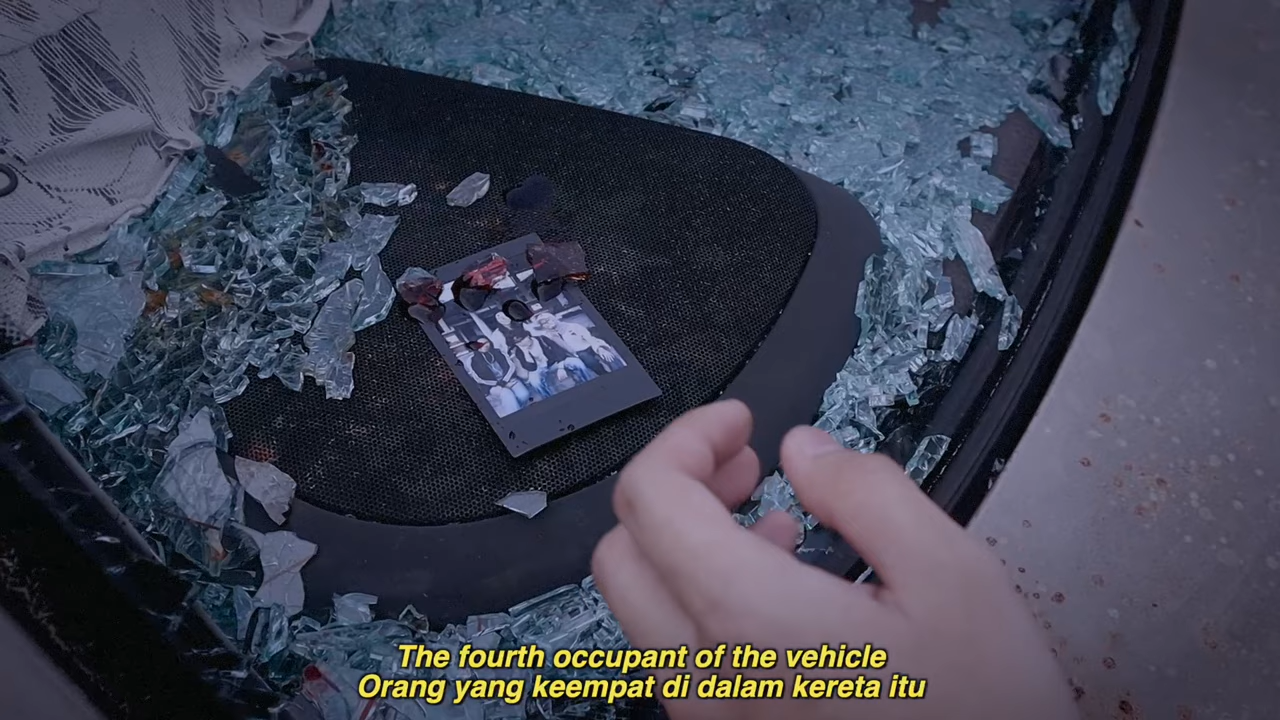 The fourth occupant of the vehicle
Orang yang keempat di dalam kereta itu